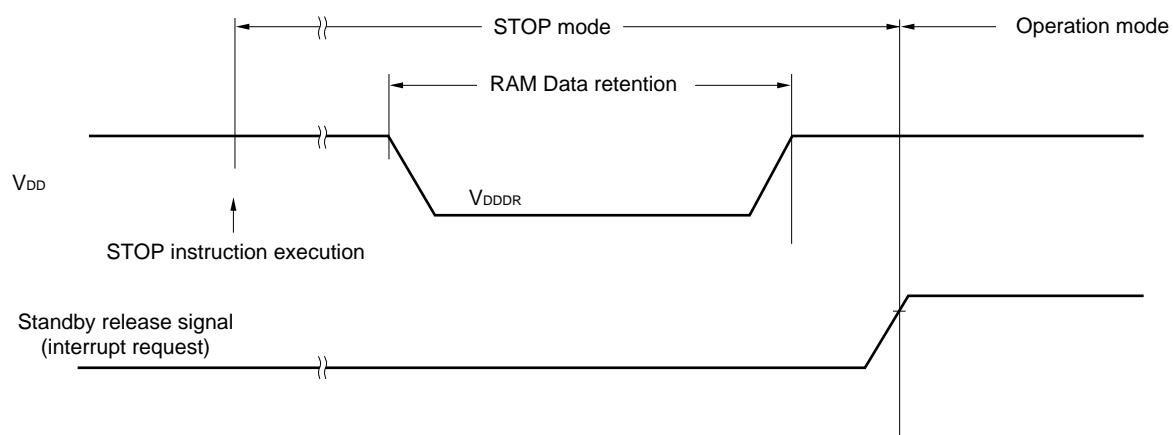 STOP mode
Operation mode
RAM Data retention
VDD
VDDDR
STOP instruction execution
Standby release signal
(interrupt request)